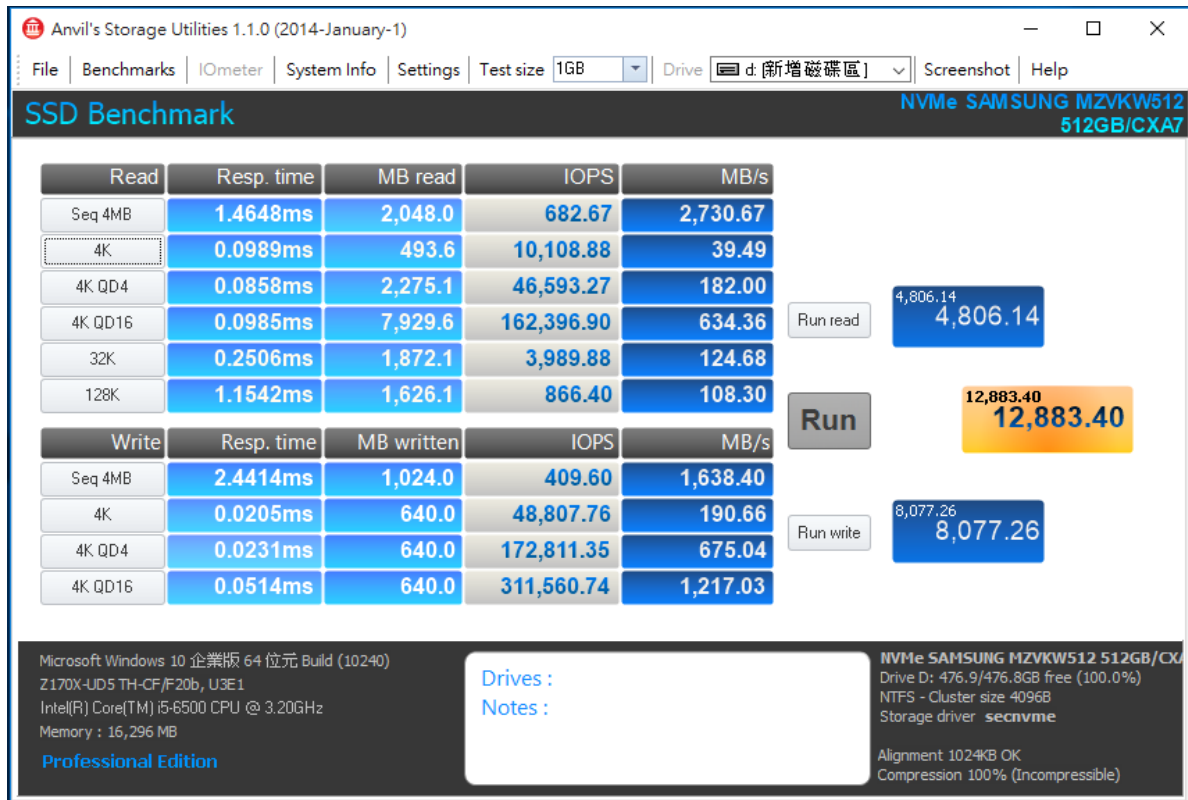 Anvil's Storage Utilities 1.1.0 (2014-January-1)
File Benchmarks IOmeter System Info Settings Test size 1GB Drive d: [新增磁碟區] Screenshot Help
SSD Benchmark
NVMe SAMSUNG MZVKW512
512GB/CXA7
Read Resp. time MB read IOPS MB/s
Seq 4MB 1.4648ms 2,048.0 682.67 2,730.67
4K 0.0989ms 493.6 10,108.88 39.49
4K QD4 0.0858ms 2,275.1 46,593.27 182.00
4K QD16 0.0985ms 7,929.6 162,396.90 634.36
32K 0.2506ms 1,872.1 3,989.88 124.68
128K 1.1542ms 1,626.1 866.40 108.30
Run read
4,806.14
4,806.14
Run
12,883.40
12,883.40
Write Resp. time MB written IOPS MB/s
Seq 4MB 2.4414ms 1,024.0 409.60 1,638.40
4K 0.0205ms 640.0 48,807.76 190.66
4K QD4 0.0231ms 640.0 172,811.35 675.04
4K QD16 0.0514ms 640.0 311,560.74 1,217.03
Run write
8,077.26
8,077.26
Microsoft Windows 10 企業版 64 位元 Build (10240)
Z170X-UD5 TH-CF/F20b, U3E1
Intel(R) Core(TM) i5-6500 CPU @ 3.20GHz
Memory : 16,296 MB
Professional Edition
Drives :
Notes :
NVMe SAMSUNG MZVKW512 512GB/CXA
Drive D: 476.9/476.8GB free (100.0%)
NTFS - Cluster size 4096B
Storage driver secnvme
Alignment 1024KB OK
Compression 100% (Incompressible)